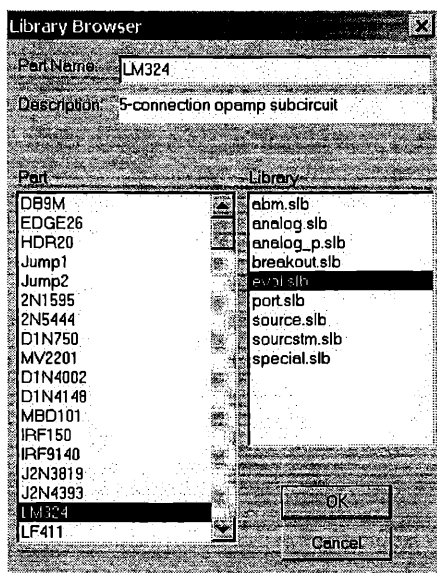 Library Browser
Part Name: LM324
Description: 5-connection opamp subcircuit
Part
DB9M
EDGE26
HDR20
Jump1
Jump2
2N1595
2N5444
D1N750
MV2201
D1N4002
D1N4148
MBD101
IRF150
IRF9140
J2N3819
J2N4393
LM324
LF411
Library
abm.slb
analog.slb
analog_p.slb
breakout.slb
eval.slb
port.slb
source.slb
sourcstm.slb
special.slb
OK
Cancel